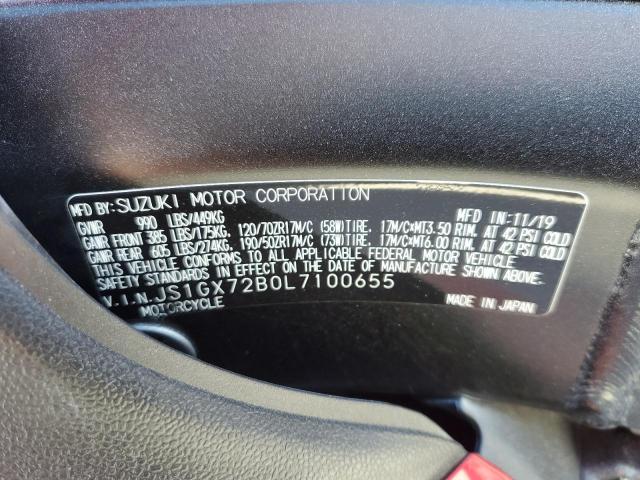 MFD BY: SUZUKI MOTOR CORPORATION MFD IN: 11/19
GVWR 990 LBS/449KG
GAWR FRONT 385 LBS/175KG. 120/70ZR17M/C (58W)TIRE, 17M/C×MT3.50 RIM. AT 42 PSI COLD
GAWR REAR 605 LBS/274KG. 190/50ZR17M/C (73W)TIRE, 17M/C×MT6.00 RIM. AT 42 PSI COLD
THIS VEHICLE CONFORMS TO ALL APPLICABLE FEDERAL MOTOR VEHICLE
SAFETY STANDARDS IN EFFECT ON THE DATE OF MANUFACTURE SHOWN ABOVE.
V.I.N. JS1GX72B0L7100655
MOTORCYCLE MADE IN JAPAN